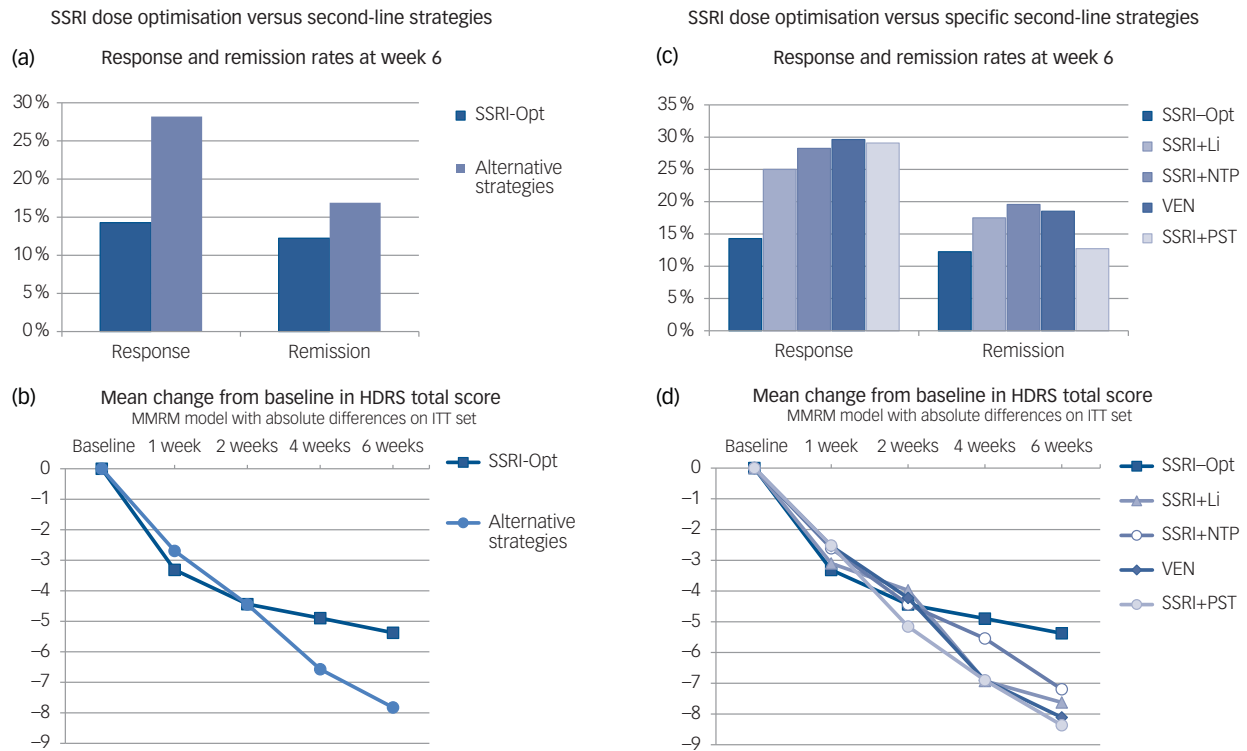 SSRI dose optimisation versus second-line strategies
(a) Response and remission rates at week 6
30 %
25 %
20 %
15 %
10 %
5 %
0 %
Response Remission
SSRI-Opt
Alternative
strategies
(b) Mean change from baseline in HDRS total score
MMRM model with absolute differences on ITT set
Baseline 1 week 2 weeks 4 weeks 6 weeks
0
–1
–2
–3
–4
–5
–6
–7
–8
–9
SSRI-Opt
Alternative
strategies
SSRI dose optimisation versus specific second-line strategies
(c) Response and remission rates at week 6
35 %
30 %
25 %
20 %
15 %
10 %
5 %
0 %
Response Remission
SSRI–Opt
SSRI+Li
SSRI+NTP
VEN
SSRI+PST
(d) Mean change from baseline in HDRS total score
MMRM model with absolute differences on ITT set
Baseline 1 week 2 weeks 4 weeks 6 weeks
0
–1
–2
–3
–4
–5
–6
–7
–8
–9
SSRI–Opt
SSRI+Li
SSRI+NTP
VEN
SSRI+PST